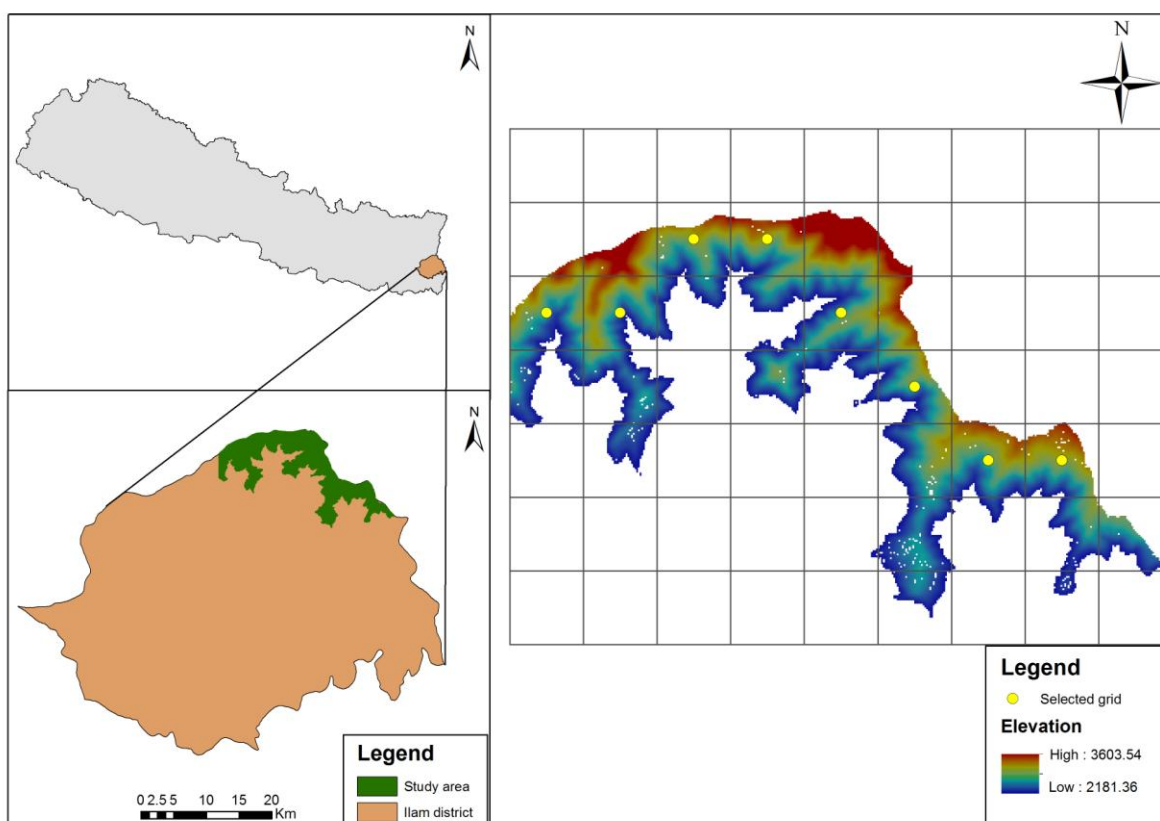 N
N
Legend
Study area
Ilam district
0 2.5 5 10 15 20
Km
N
Legend
Selected grid
Elevation
High : 3603.54
Low : 2181.36